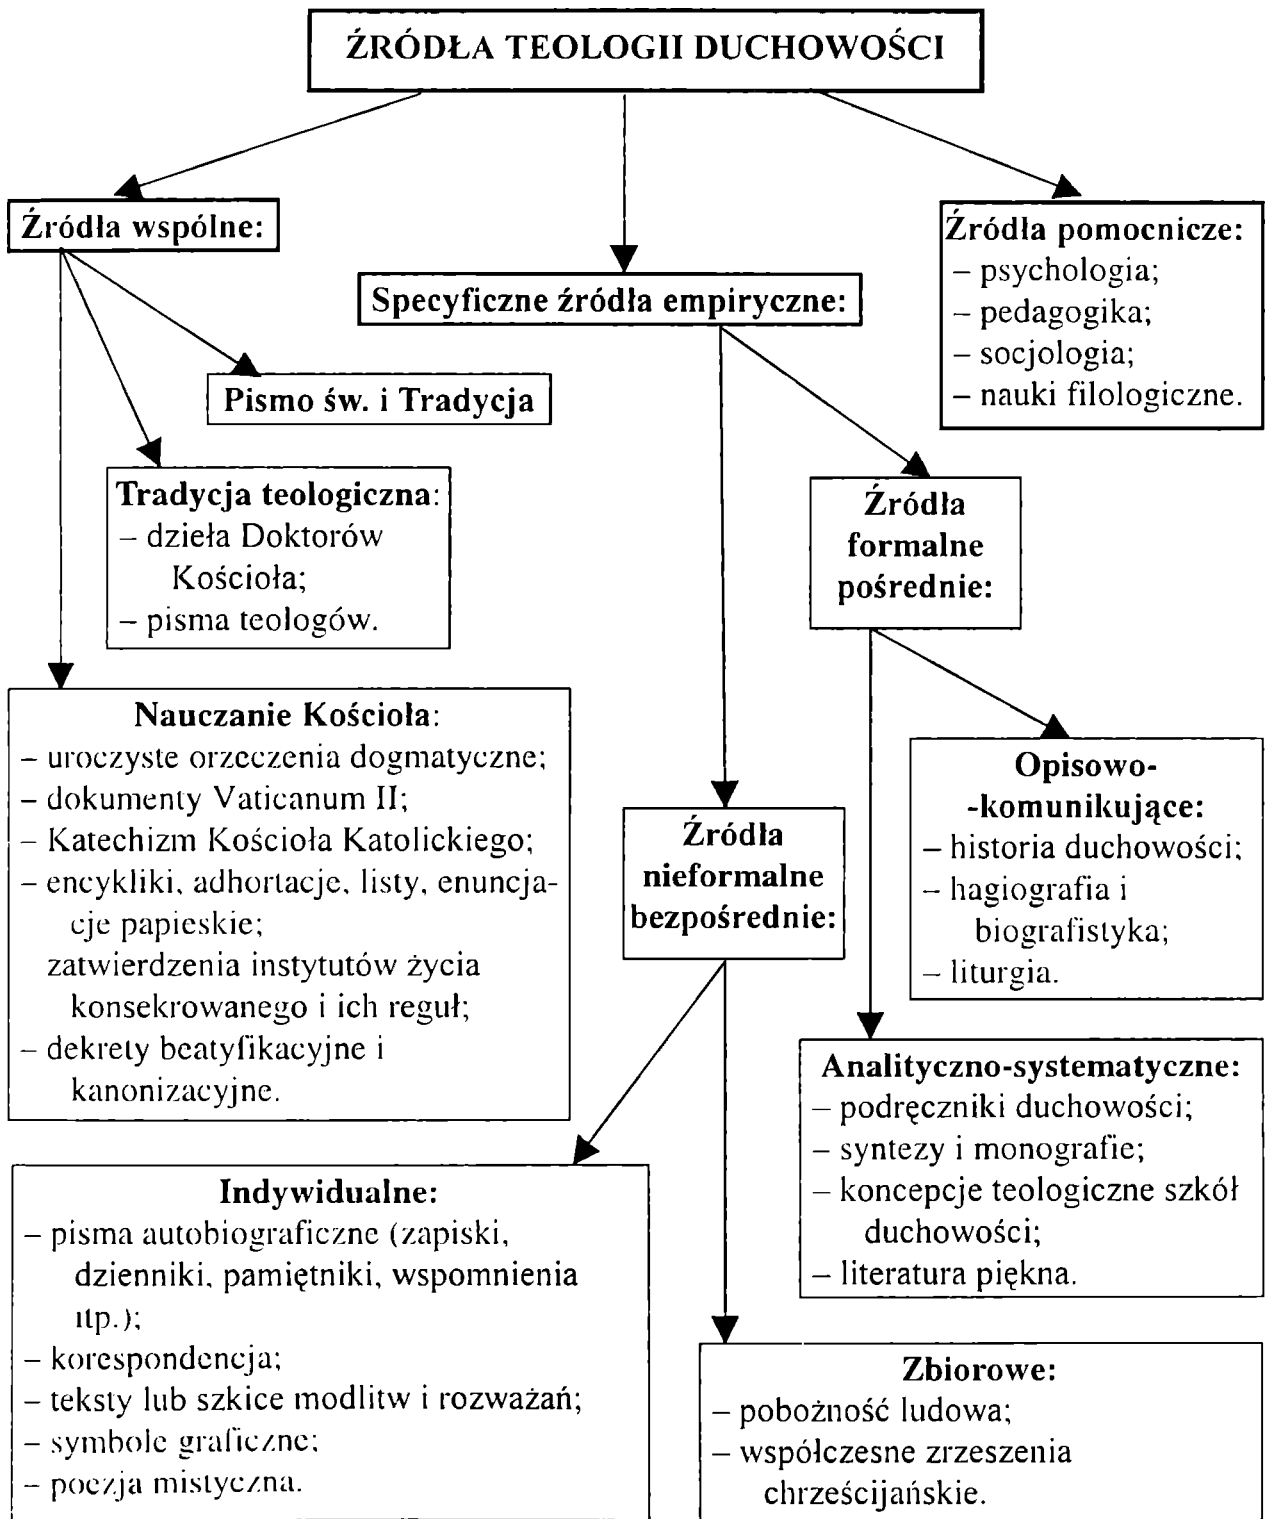 ŹRÓDŁA TEOLOGII DUCHOWOŚCI
Źródła wspólne:
Źródła pomocnicze:
– psychologia;
– pedagogika;
– socjologia;
– nauki filologiczne.
Specyficzne źródła empiryczne:
Pismo św. i Tradycja
Tradycja teologiczna:
– dzieła Doktorów
Kościoła;
– pisma teologów.
Źródła
formalne
pośrednie:
Nauczanie Kościoła:
– uroczyste orzeczenia dogmatyczne;
– dokumenty Vaticanum II;
– Katechizm Kościoła Katolickiego;
– encykliki, adhortacje, listy, enuncja-
cje papieskie;
zatwierdzenia instytutów życia
konsekrowanego i ich reguł;
– dekrety beatyfikacyjne i
kanonizacyjne.
Opisowo-
-komunikujące:
– historia duchowości;
– hagiografia i
biografistyka;
– liturgia.
Źródła
nieformalne
bezpośrednie:
Analityczno-systematyczne:
– podręczniki duchowości;
– syntezy i monografie;
– koncepcje teologiczne szkół
duchowości;
– literatura piękna.
Indywidualne:
– pisma autobiograficzne (zapiski,
dzienniki, pamiętniki, wspomnienia
itp.);
– korespondencja;
– teksty lub szkice modlitw i rozważań;
– symbole graficzne;
– poezja mistyczna.
Zbiorowe:
– pobożność ludowa;
– współczesne zrzeszenia
chrześcijańskie.